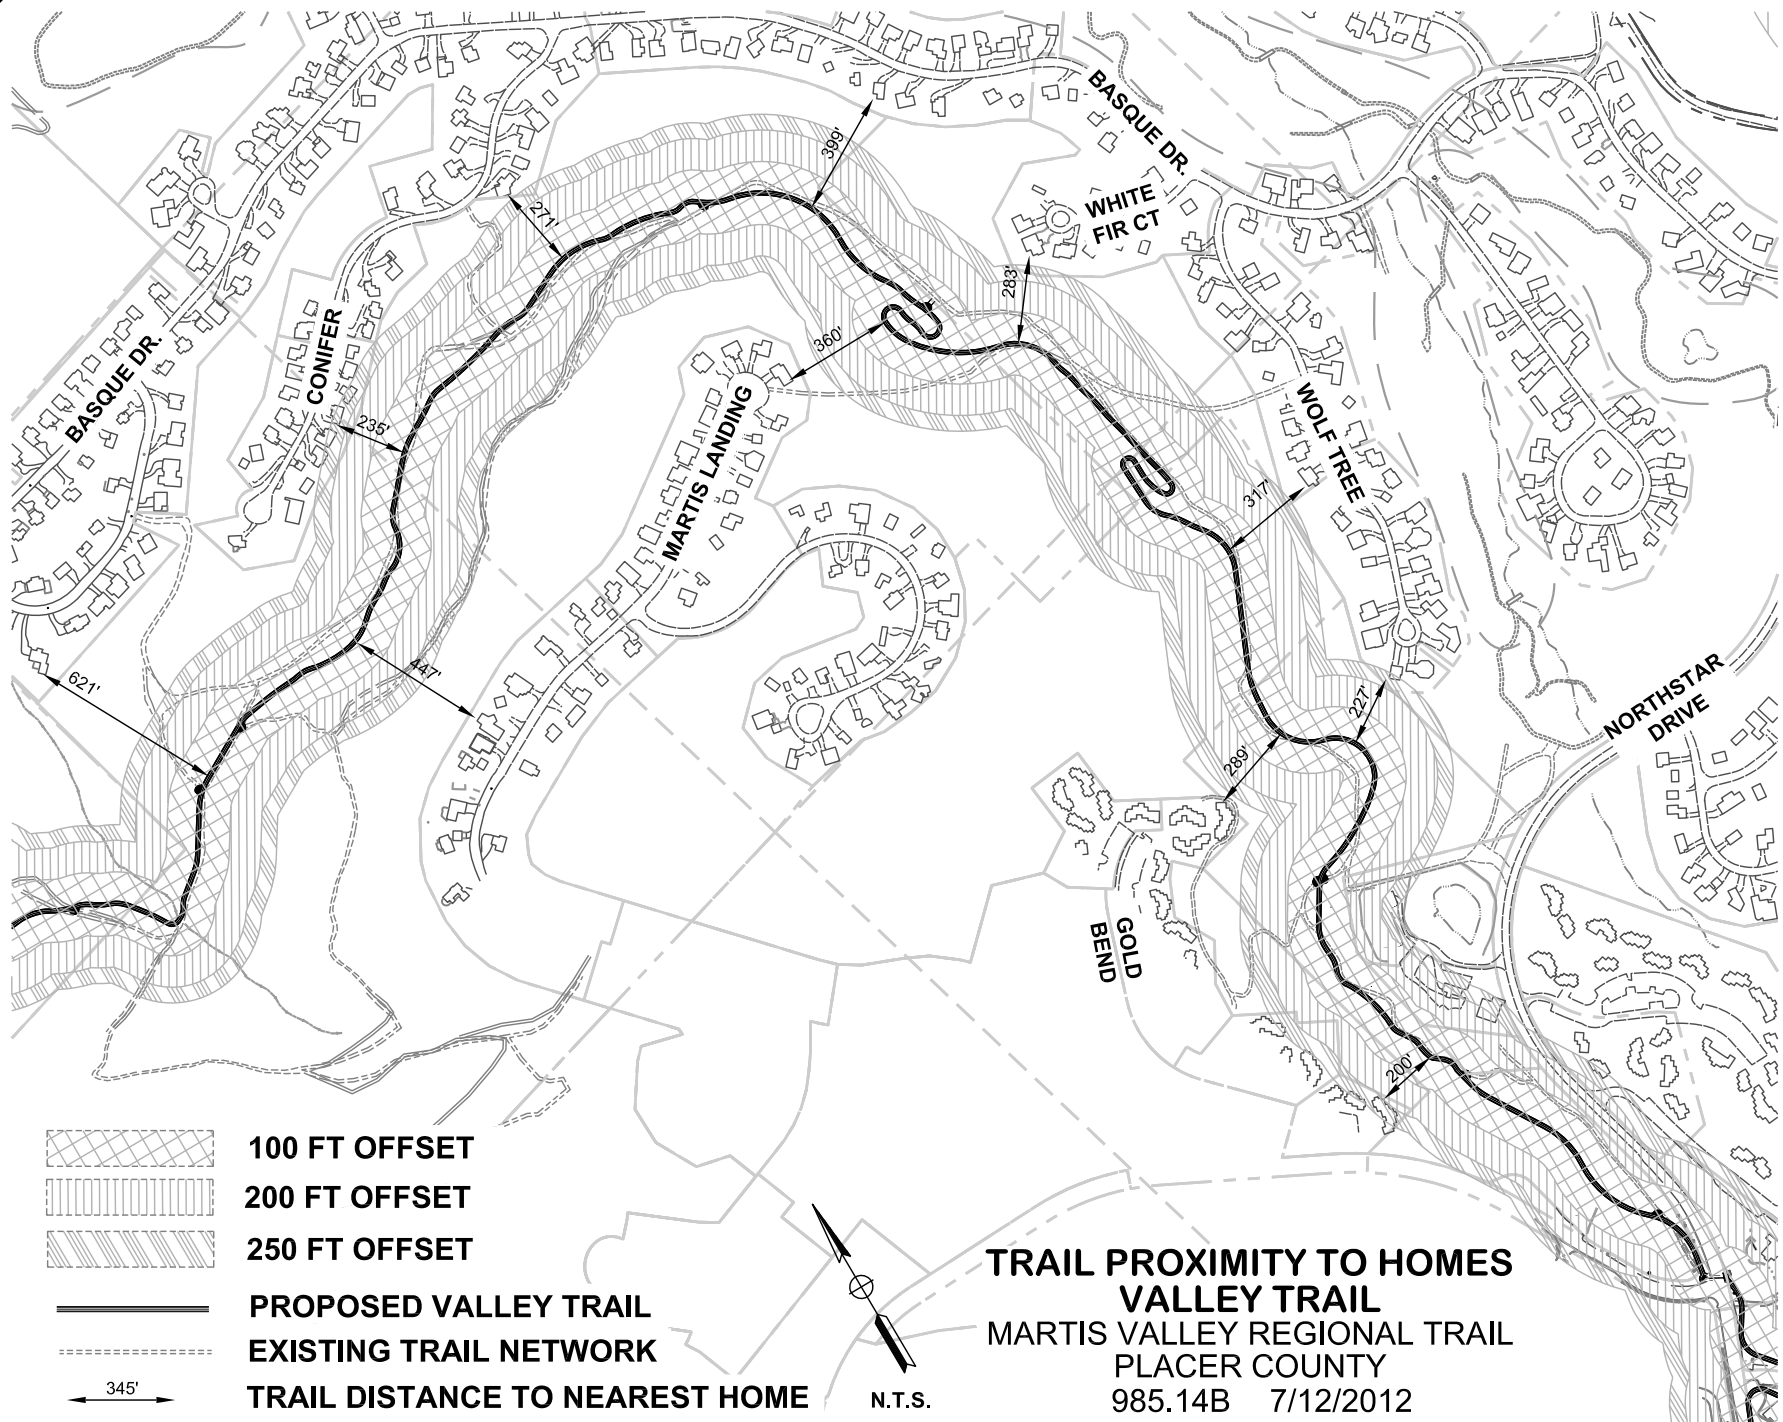 BASQUE DR.
399'
WHITE
FIR CT
271'
283'
CONIFER
BASQUE DR.
360'
235'
MARTIS LANDING
WOLF TREE
317'
447'
621'
227'
NORTHSTAR
DRIVE
289'
GOLD
BEND
200'
100 FT OFFSET
200 FT OFFSET
250 FT OFFSET
PROPOSED VALLEY TRAIL
EXISTING TRAIL NETWORK
345'
TRAIL DISTANCE TO NEAREST HOME
N.T.S.
TRAIL PROXIMITY TO HOMES
VALLEY TRAIL
MARTIS VALLEY REGIONAL TRAIL
PLACER COUNTY
985.14B 7/12/2012